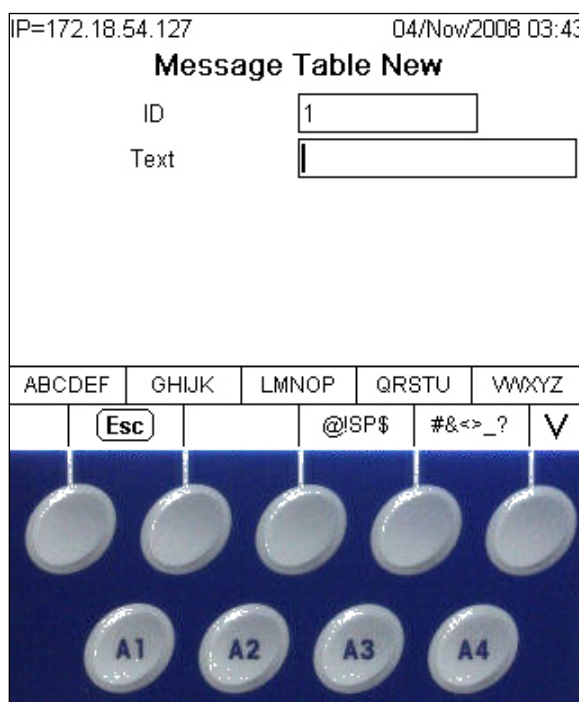 IP=172.18.54.127 04/Nov/2008 03:43
Message Table New
ID 1
Text
ABCDEF GHIJK LMNOP QRSTU VWXYZ
Esc @!SP$ #&<>_? V
A1 A2 A3 A4